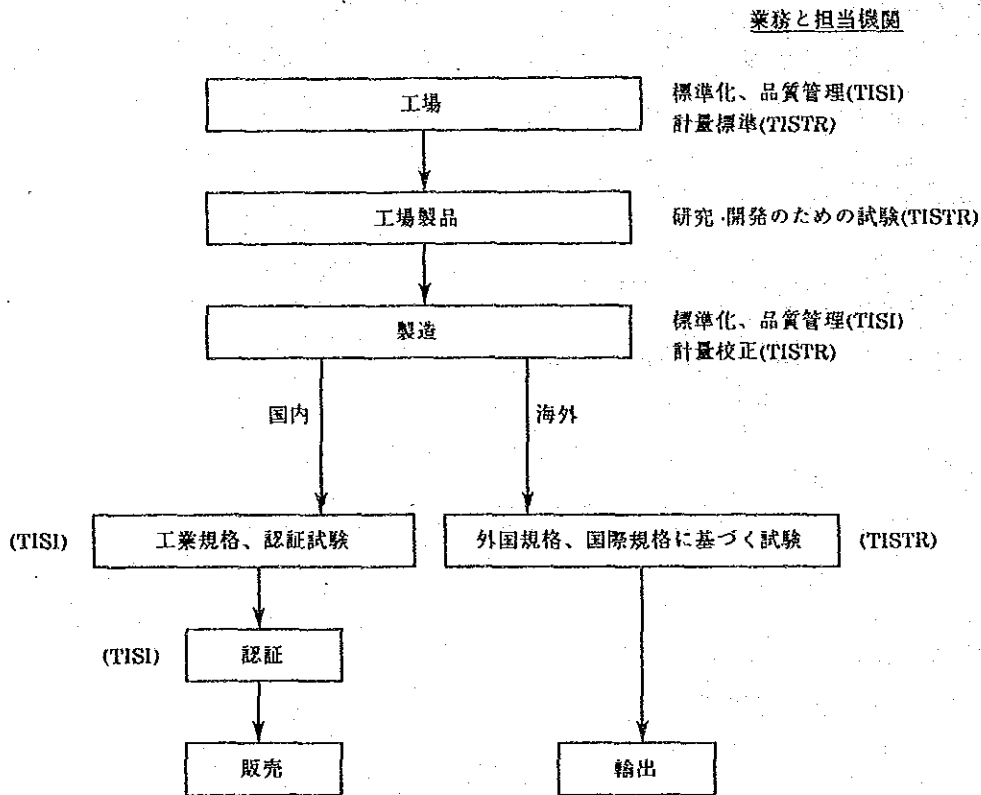 業務と担当機関
工場
標準化、品質管理(TISI)
計量標準(TISTR)
工場製品
研究・開発のための試験(TISTR)
製造
標準化、品質管理(TISI)
計量校正(TISTR)
国内
海外
(TISI)
工業規格、認証試験
外国規格、国際規格に基づく試験
(TISTR)
(TISI)
認証
販売
輸出